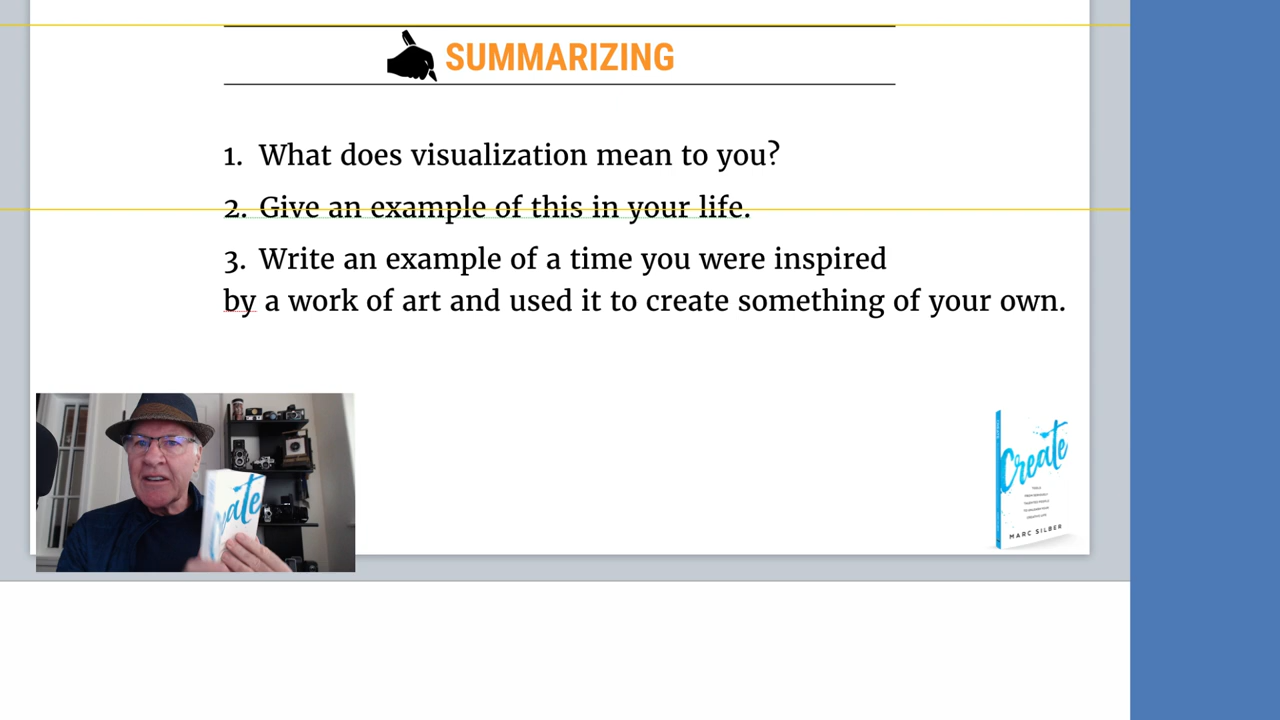 SUMMARIZING
1. What does visualization mean to you?
2. Give an example of this in your life.
3. Write an example of a time you were inspired
by a work of art and used it to create something of your own.
Create
Create
MARC SILBER